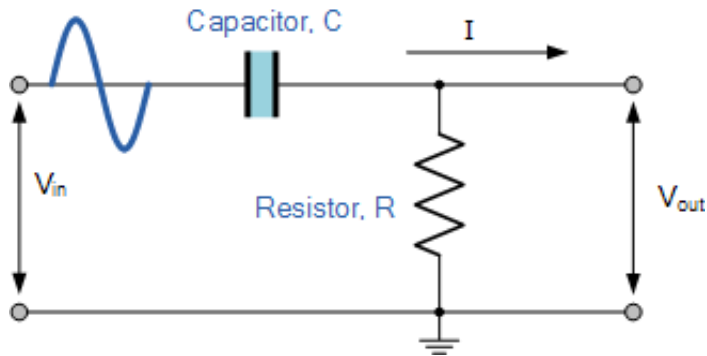 Capacitor, C
I
Vin
Resistor, R
Vout